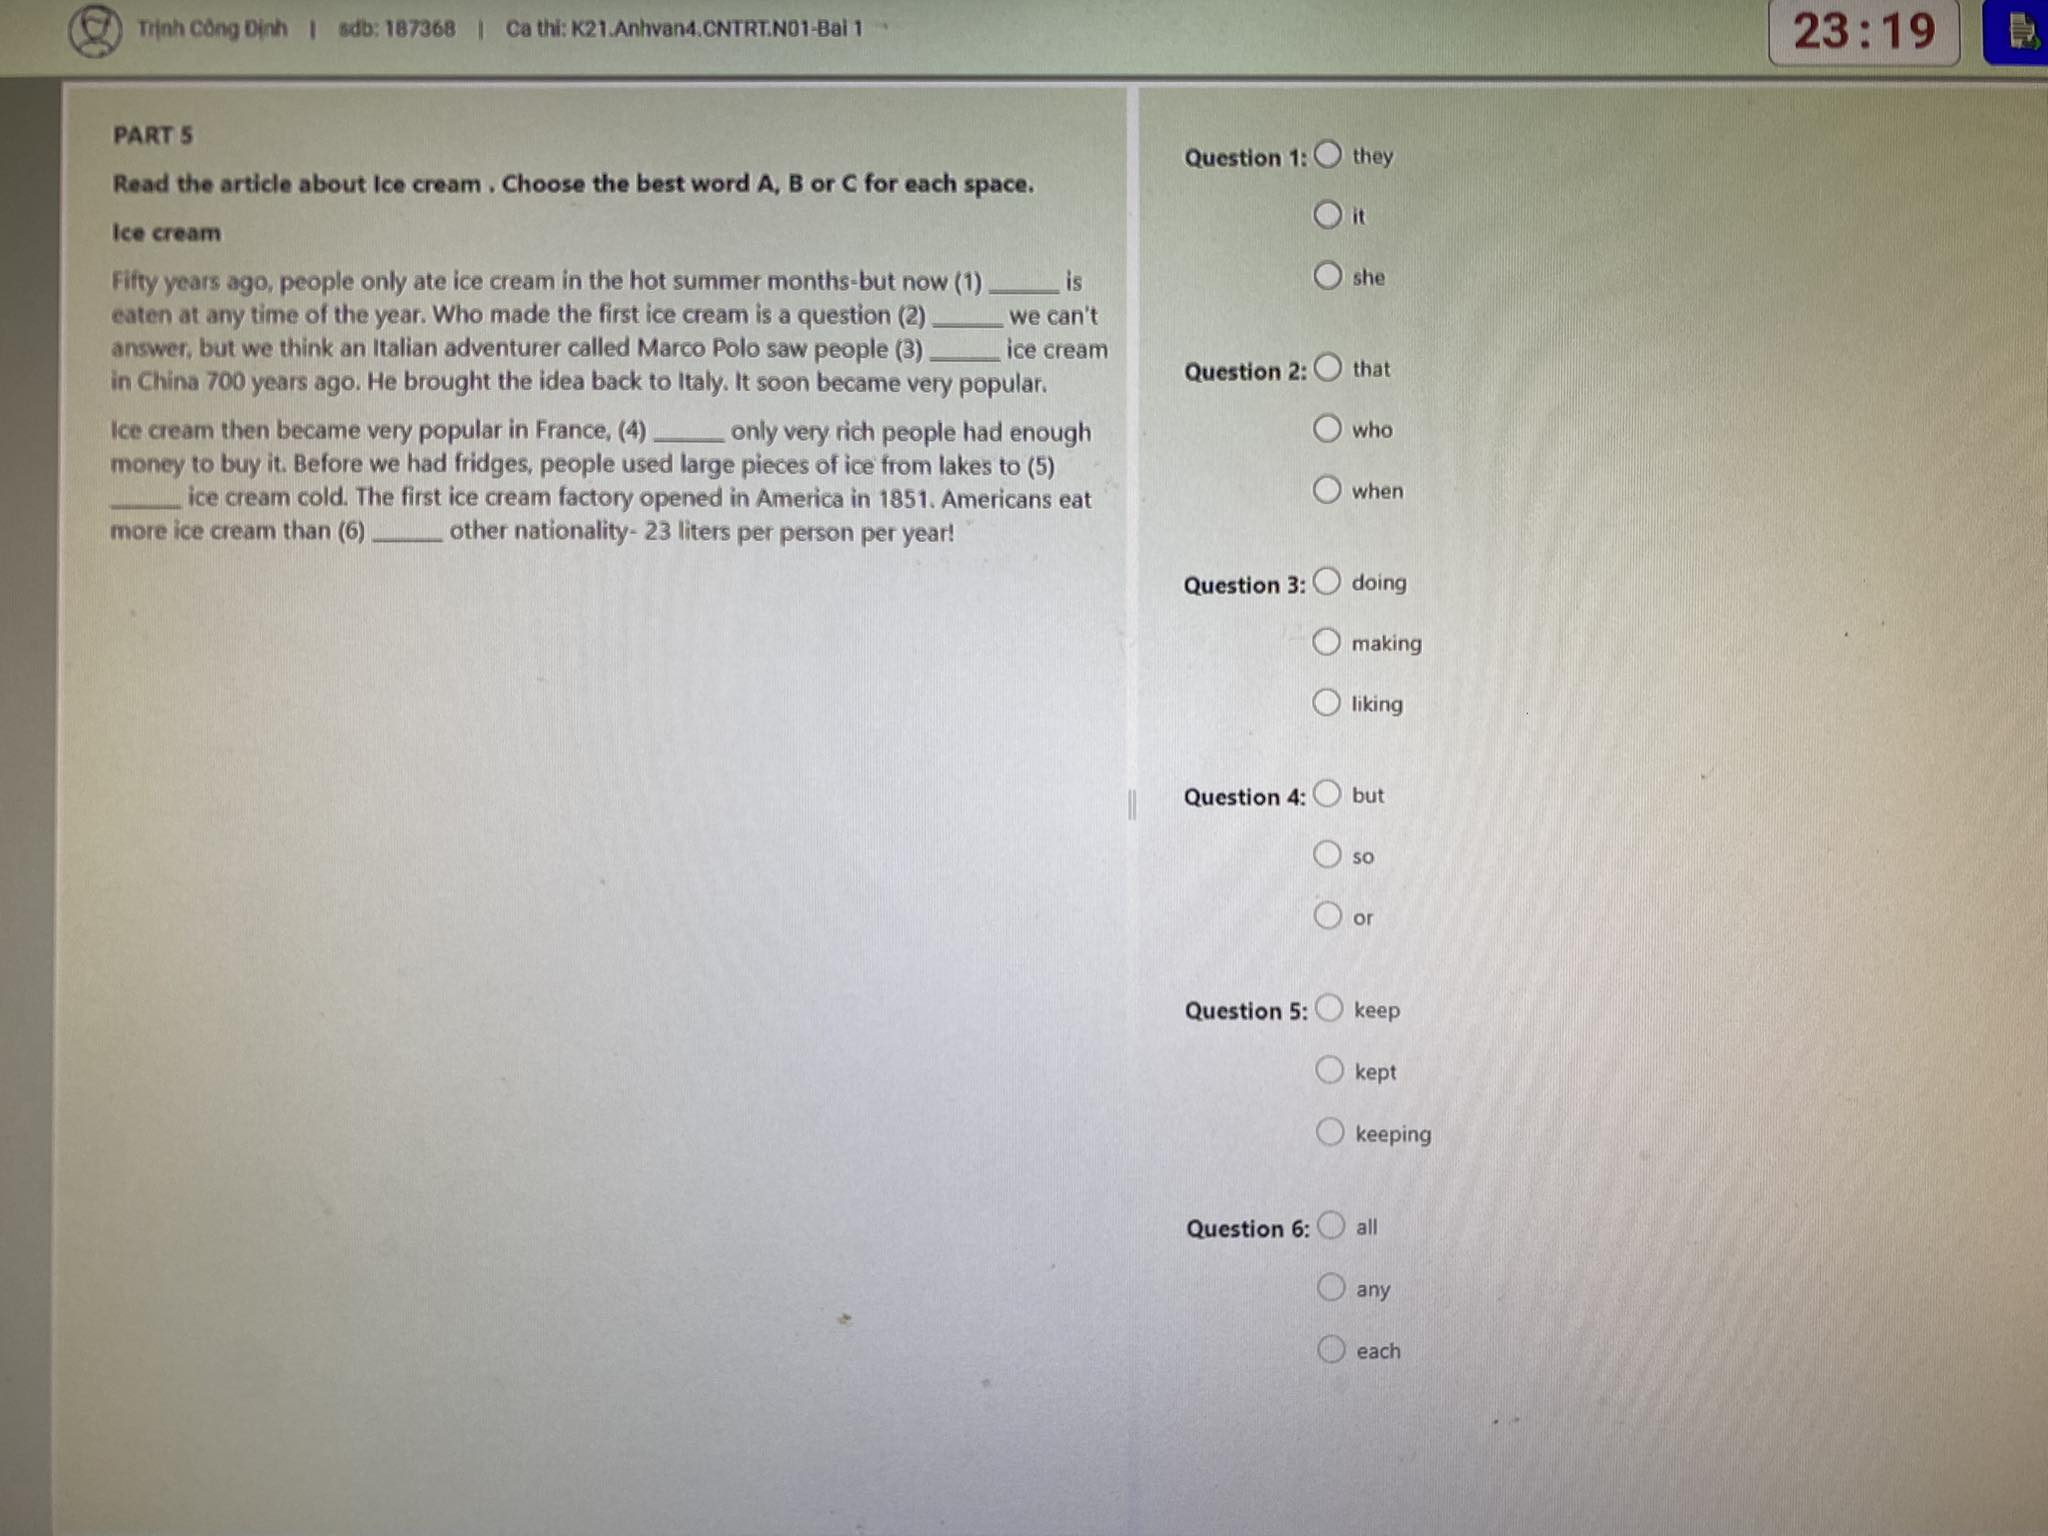 Trịnh Công Định | sdb: 187368 | Ca thi: K21.Anhvan4.CNTRT.N01-Bai 1
23:19
PART 5
Read the article about Ice cream . Choose the best word A, B or C for each space.
Ice cream
Fifty years ago, people only ate ice cream in the hot summer months-but now (1) ______ is
eaten at any time of the year. Who made the first ice cream is a question (2) ______ we can't
answer, but we think an Italian adventurer called Marco Polo saw people (3) ______ ice cream
in China 700 years ago. He brought the idea back to Italy. It soon became very popular.
Ice cream then became very popular in France, (4) ______ only very rich people had enough
money to buy it. Before we had fridges, people used large pieces of ice from lakes to (5)
______ ice cream cold. The first ice cream factory opened in America in 1851. Americans eat
more ice cream than (6) ______ other nationality- 23 liters per person per year!
Question 1: they
it
she
Question 2: that
who
when
Question 3: doing
making
liking
Question 4: but
so
or
Question 5: keep
kept
keeping
Question 6: all
any
each